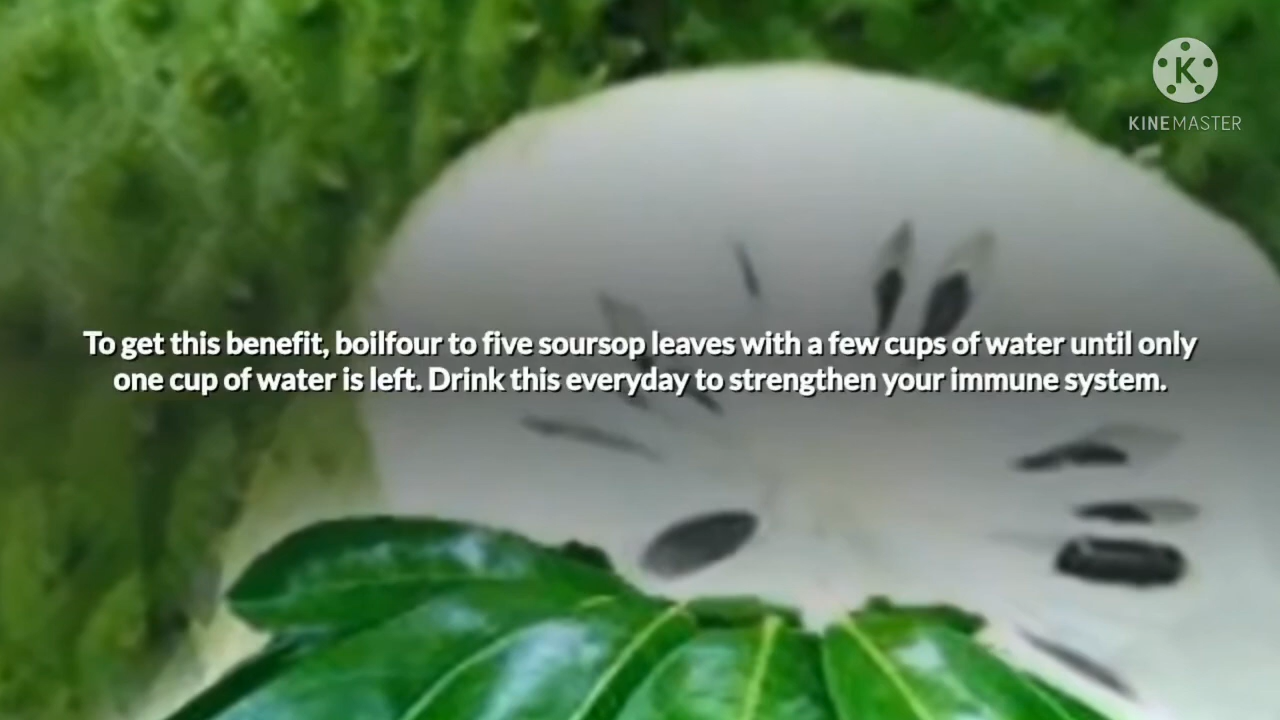 KINEMASTER
To get this benefit, boilfour to five soursop leaves with a few cups of water until only
one cup of water is left. Drink this everyday to strengthen your immune system.